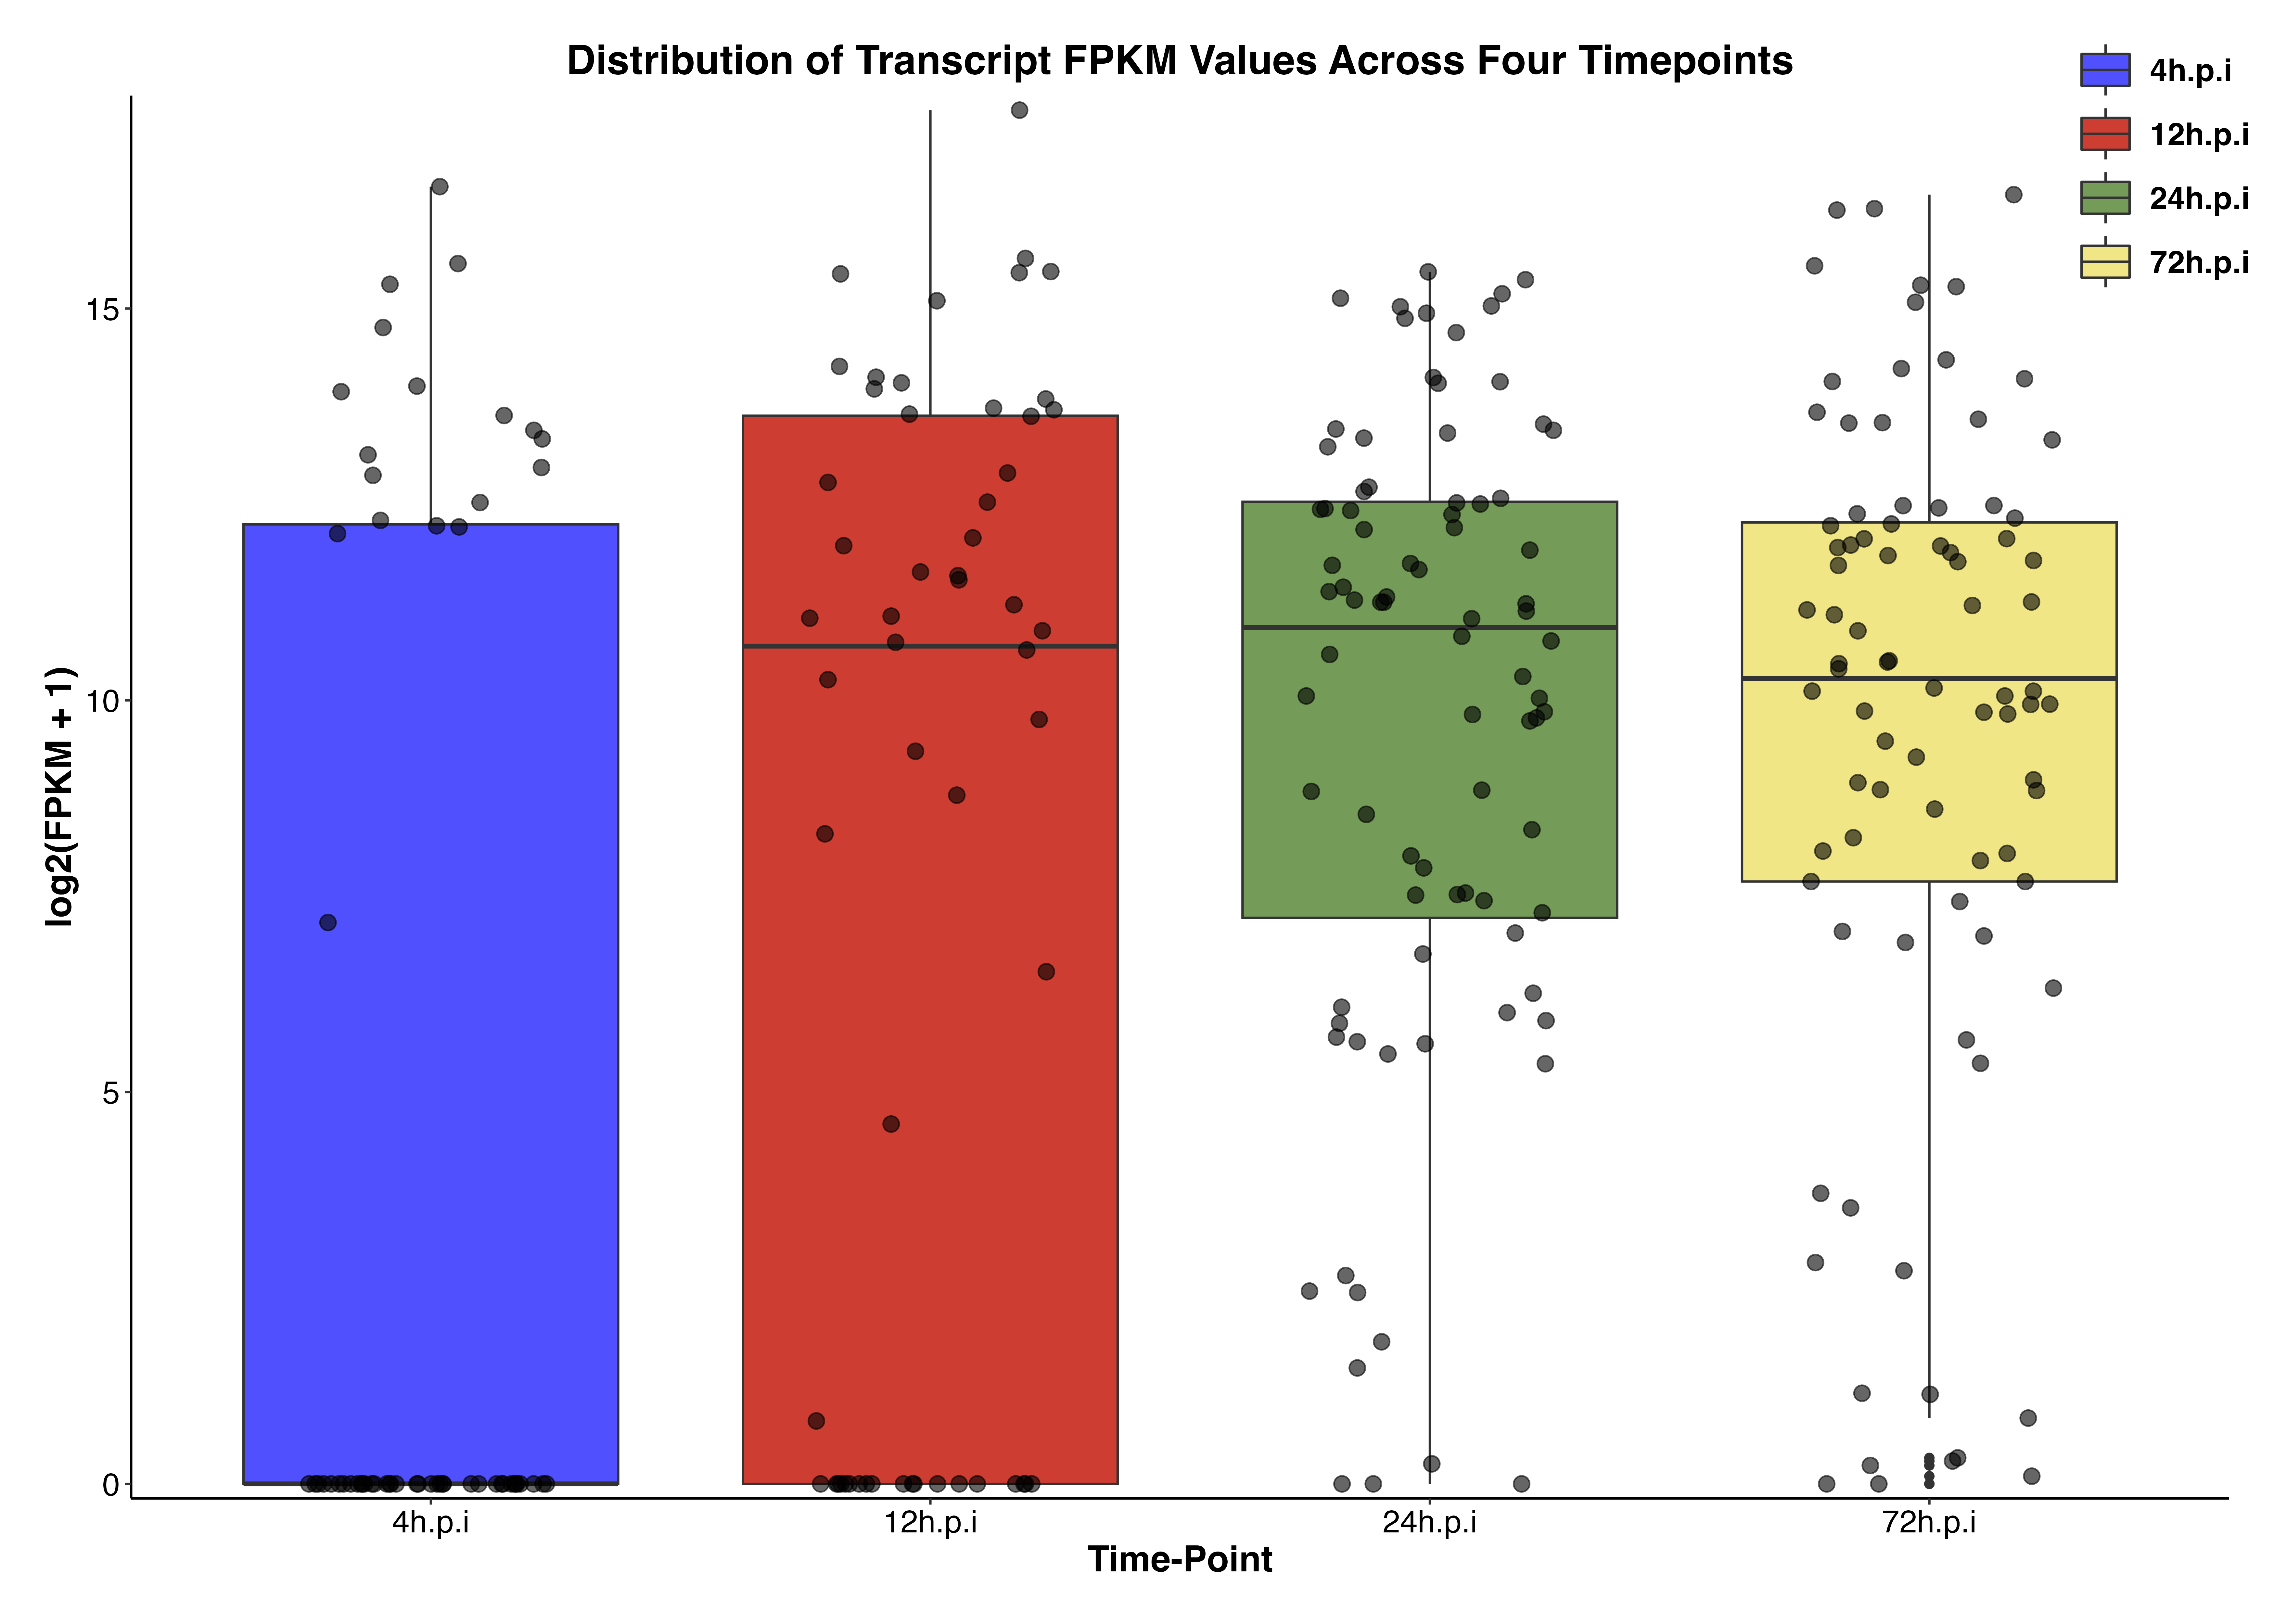 Distribution of Transcript FPKM Values Across Four Timepoints
4h.p.i
12h.p.i
24h.p.i
72h.p.i
log2(FPKM + 1)
15
10
5
0
4h.p.i
12h.p.i
24h.p.i
72h.p.i
Time-Point